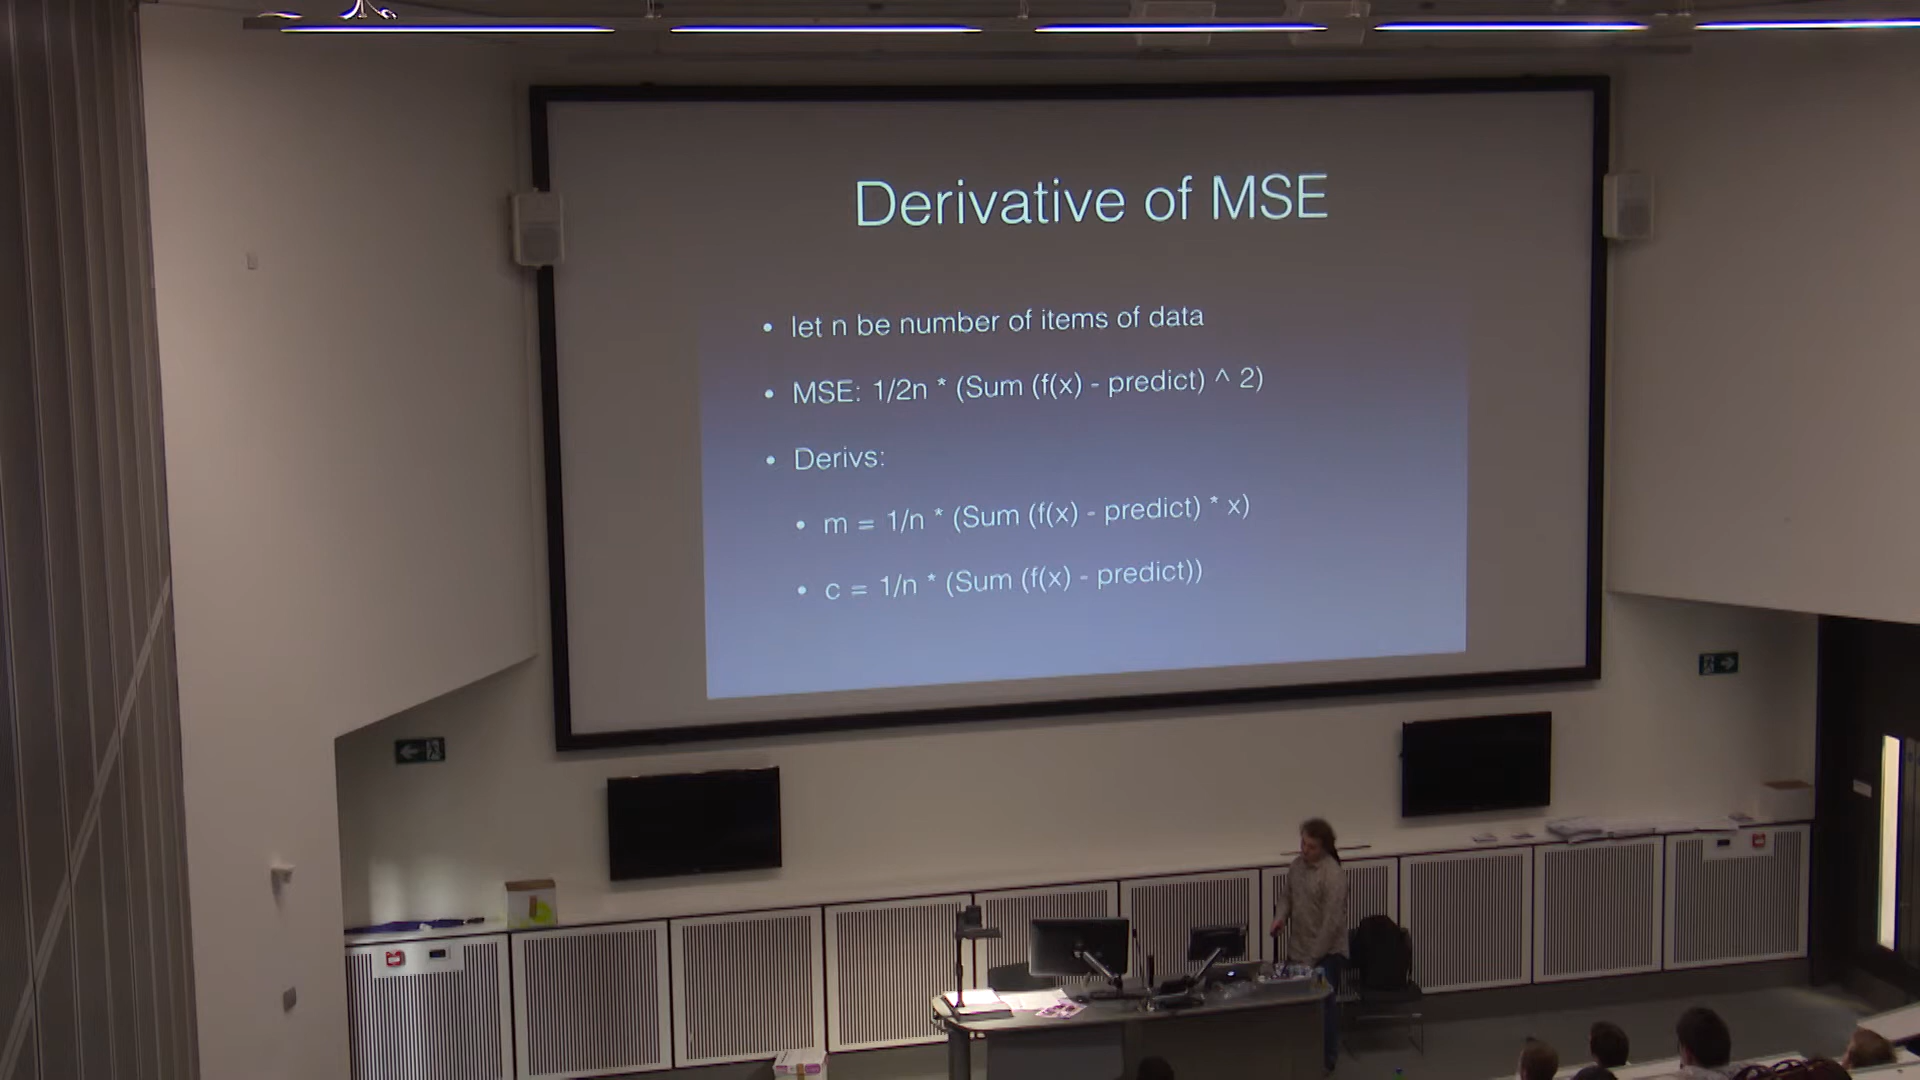 Derivative of MSE
• let n be number of items of data
• MSE: 1/2n * (Sum (f(x) - predict) ^ 2)
• Derivs:
• m = 1/n * (Sum (f(x) - predict) * x)
• c = 1/n * (Sum (f(x) - predict))